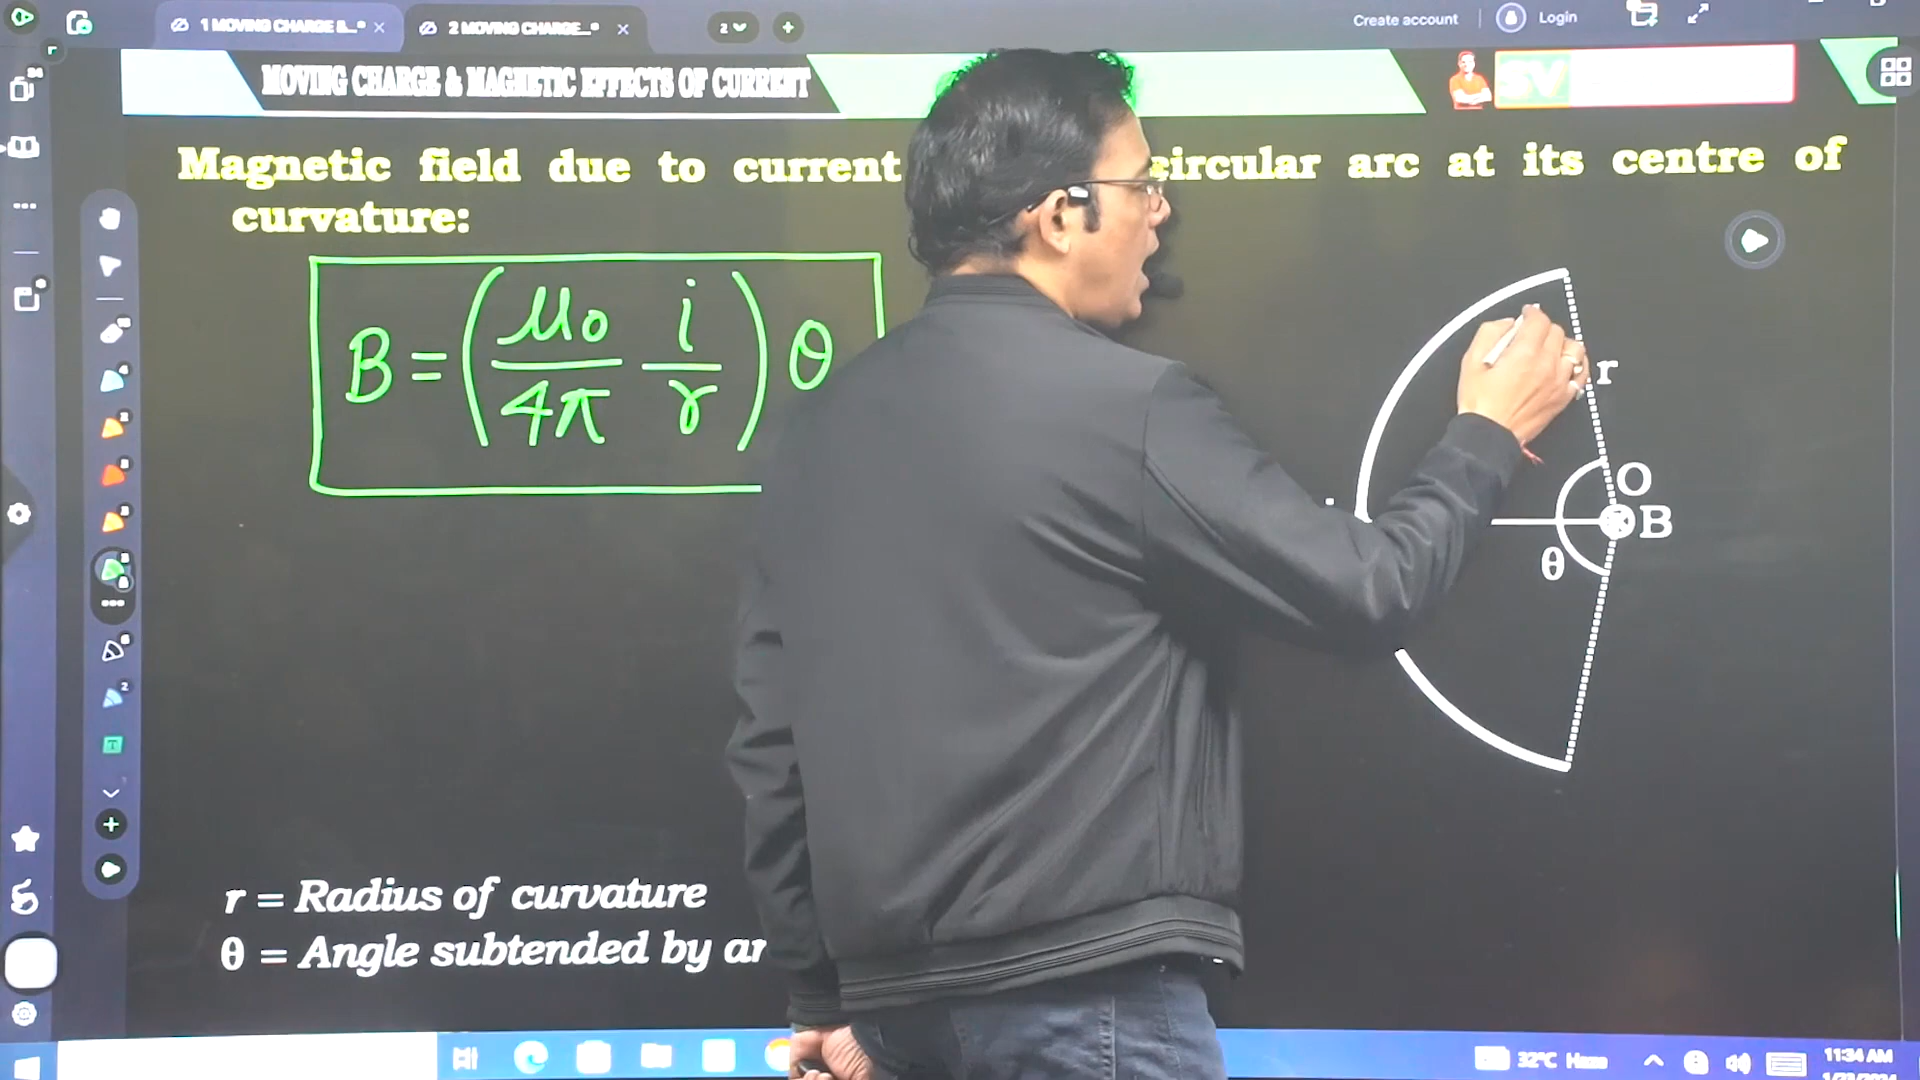 1 MOVING CHARGE &...*
2 MOVING CHARGE...*
2
Create account
Login
MOVING CHARGE & MAGNETIC EFFECTS OF CURRENT
SV
Magnetic field due to current circular arc at its centre of
curvature:
B = (μ0/4π i/r) θ
r
O
B
θ
r = Radius of curvature
θ = Angle subtended by ar
32°C Haze
11:34 AM